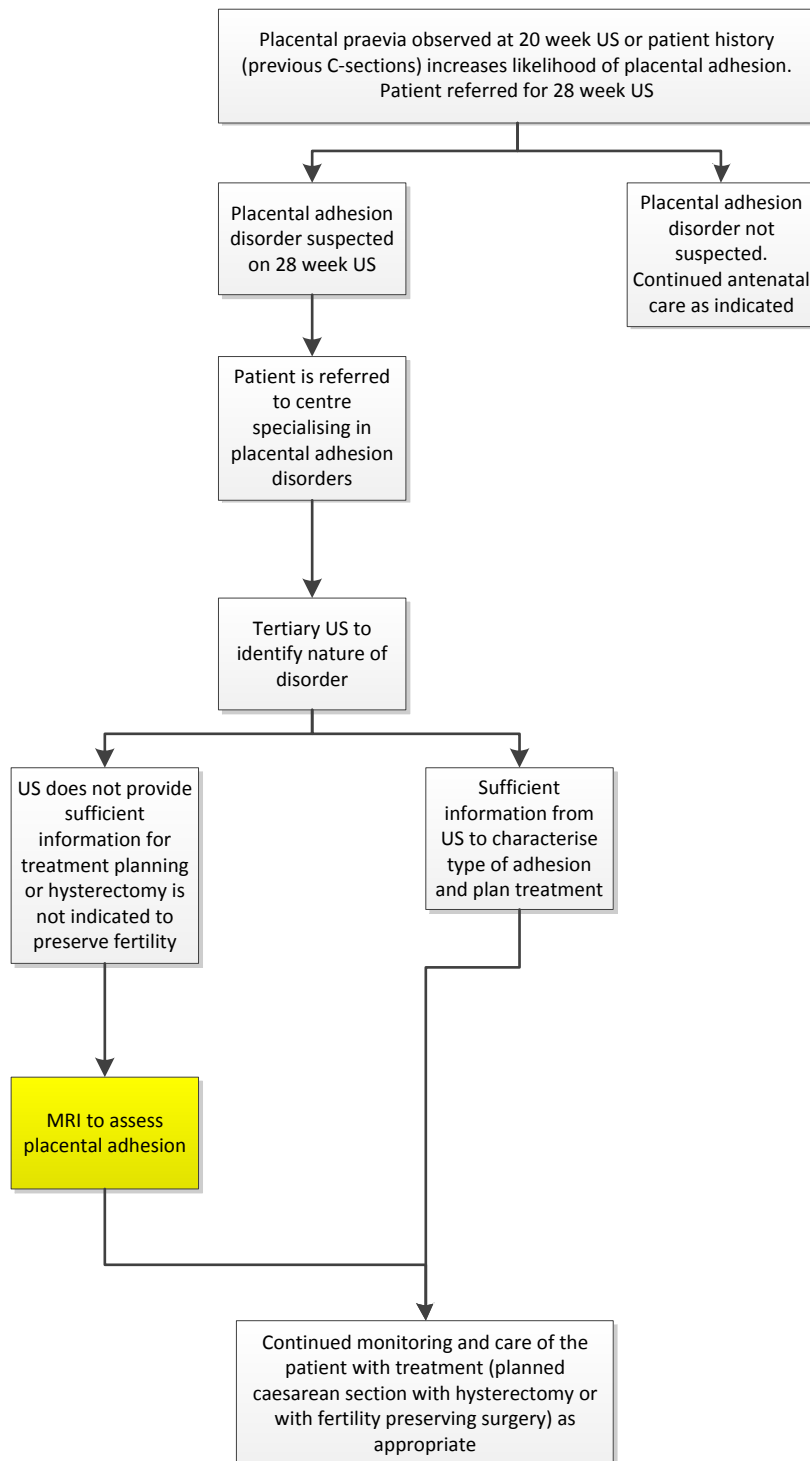 Placental praevia observed at 20 week US or patient history
(previous C-sections) increases likelihood of placental adhesion.
Patient referred for 28 week US
Placental adhesion
disorder suspected
on 28 week US
Placental adhesion
disorder not
suspected.
Continued antenatal
care as indicated
Patient is referred
to centre
specialising in
placental adhesion
disorders
Tertiary US to
identify nature of
disorder
US does not provide
sufficient
information for
treatment planning
or hysterectomy is
not indicated to
preserve fertility
Sufficient
information from
US to characterise
type of adhesion
and plan treatment
MRI to assess
placental adhesion
Continued monitoring and care of the
patient with treatment (planned
caesarean section with hysterectomy or
with fertility preserving surgery) as
appropriate